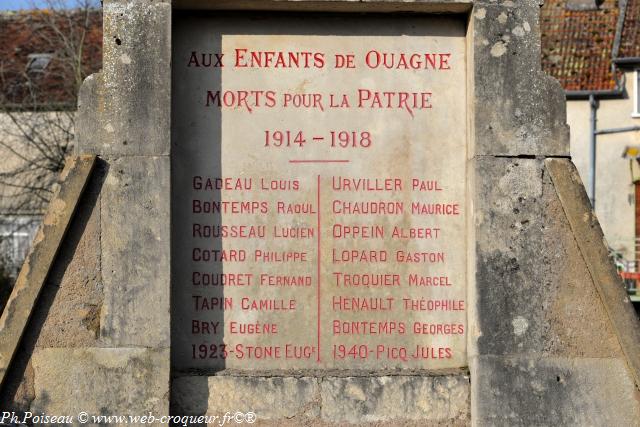 Aux Enfants de Ouagne
Morts pour la Patrie
1914 - 1918
Gadeau Louis
Bontemps Raoul
Rousseau Lucien
Cotard Philippe
Coudret Fernand
Tapin Camille
Bry Eugène
1923-Stone Eugᵉ
Urviller Paul
Chaudron Maurice
Oppein Albert
Lopard Gaston
Troquier Marcel
Henault Théophile
Bontemps Georges
1940-Picq Jules
Ph Poiseau © www.web-croqueur.fr ©